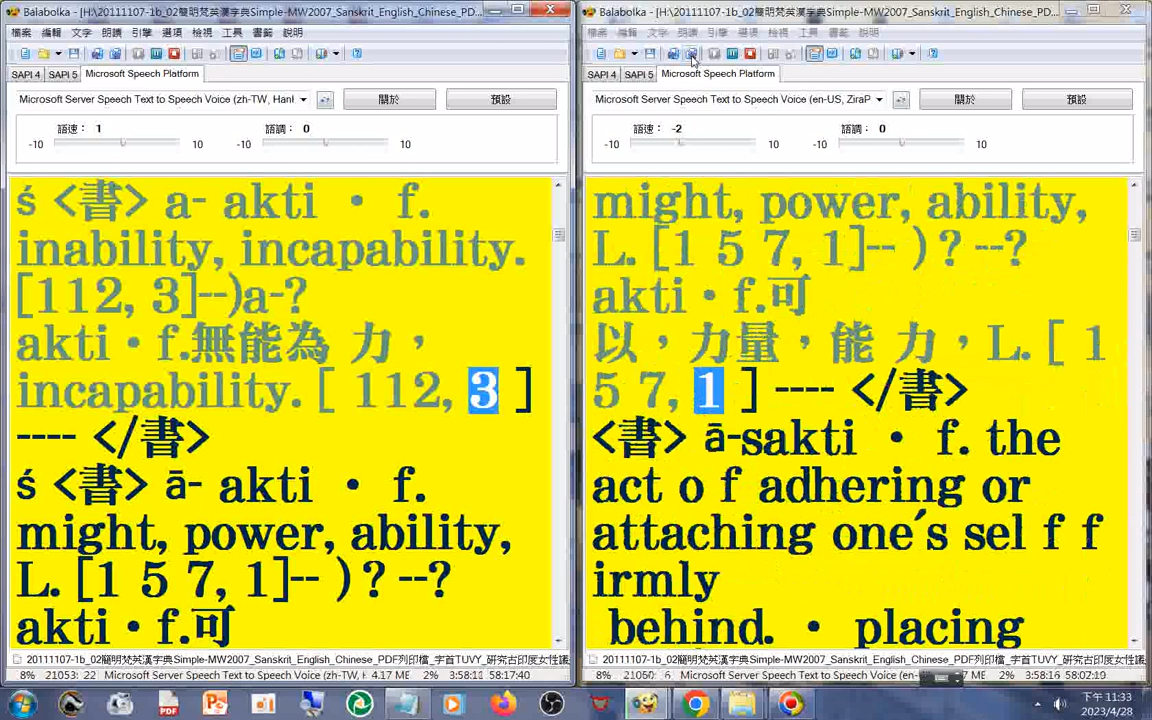 Balabolka - [H:\20111107-1b_02簡明梵英漢字典Simple-MW2007_Sanskrit_English_Chinese_PD...
檔案 編輯 文字 朗讀 引擎 選項 檢視 工具 書籤 說明
SAPI 4 SAPI 5 Microsoft Speech Platform
Microsoft Server Speech Text to Speech Voice (zh-TW, Hanl
關於 預設
語速： 1 語調： 0
-10 10 -10 10
ś <書> a- akti • f.
inability, incapability.
[112, 3]--)a-?
akti • f.無能為 力，
incapability. [ 112, 3 ]
---- </書>
ś <書> ā- akti • f.
might, power, ability,
L. [1 5 7, 1]-- ) ? --?
akti • f.可
20111107-1b_02簡明梵英漢字典Simple-MW2007_Sanskrit_English_Chinese_PDF列印檔_字首TUVY_研究古印度女性議
8% 21053: 22 Microsoft Server Speech Text to Speech Voice (zh-TW, H 4.17 ME 2% 3:58:1 58:17:40
Balabolka - [H:\20111107-1b_02簡明梵英漢字典Simple-MW2007_Sanskrit_English_Chinese_PD...
檔案 編輯 文字 朗讀 引擎 選項 檢視 工具 書籤 說明
SAPI 4 SAPI 5 Microsoft Speech Platform
Microsoft Server Speech Text to Speech Voice (en-US, ZiraP
關於 預設
語速： -2 語調： 0
-10 10 -10 10
might, power, ability,
L. [1 5 7, 1]-- ) ? --?
akti • f.可
以，力量，能 力，L. [ 1
5 7, 1 ] ---- </書>
<書> ā-sakti • f. the
act o f adhering or
attaching one´s sel f f
irmly
behind. • placing
20111107-1b_02簡明梵英漢字典Simple-MW2007_Sanskrit_English_Chinese_PDF列印檔_字首TUVY_研究古印度女性議
8% 21050: 6 Microsoft Server Speech Text to Speech Voice (en-US, 2% 3:58:16 58:02:19
下午 11:33
2023/4/28